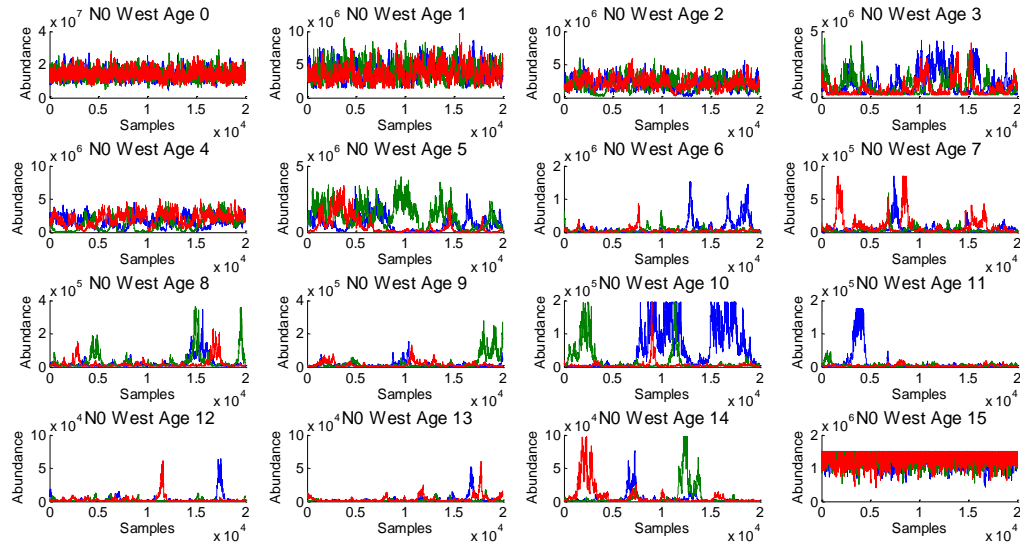 N0 West Age 0
x 10^7
4
2
0
Abundance
0 0.5 1 1.5 2
Samples
x 10^4
N0 West Age 1
x 10^6
10
5
0
Abundance
0 0.5 1 1.5 2
Samples
x 10^4
N0 West Age 2
x 10^6
10
5
0
Abundance
0 0.5 1 1.5 2
Samples
x 10^4
N0 West Age 3
x 10^6
6
4
2
0
Abundance
0 0.5 1 1.5 2
Samples
x 10^4
N0 West Age 4
x 10^6
10
5
0
Abundance
0 0.5 1 1.5 2
Samples
x 10^4
N0 West Age 5
x 10^6
5
0
Abundance
0 0.5 1 1.5 2
Samples
x 10^4
N0 West Age 6
x 10^6
2
1
0
Abundance
0 0.5 1 1.5 2
Samples
x 10^4
N0 West Age 7
x 10^5
10
5
0
Abundance
0 0.5 1 1.5 2
Samples
x 10^4
N0 West Age 8
x 10^5
4
2
0
Abundance
0 0.5 1 1.5 2
Samples
x 10^4
N0 West Age 9
x 10^5
4
2
0
Abundance
0 0.5 1 1.5 2
Samples
x 10^4
N0 West Age 10
x 10^5
2
1
0
Abundance
0 0.5 1 1.5 2
Samples
x 10^4
N0 West Age 11
x 10^5
4
2
0
Abundance
0 0.5 1 1.5 2
Samples
x 10^4
N0 West Age 12
x 10^4
10
5
0
Abundance
0 0.5 1 1.5 2
Samples
x 10^4
N0 West Age 13
x 10^4
10
5
0
Abundance
0 0.5 1 1.5 2
Samples
x 10^4
N0 West Age 14
x 10^4
10
5
0
Abundance
0 0.5 1 1.5 2
Samples
x 10^4
N0 West Age 15
x 10^6
2
1
0
Abundance
0 0.5 1 1.5 2
Samples
x 10^4